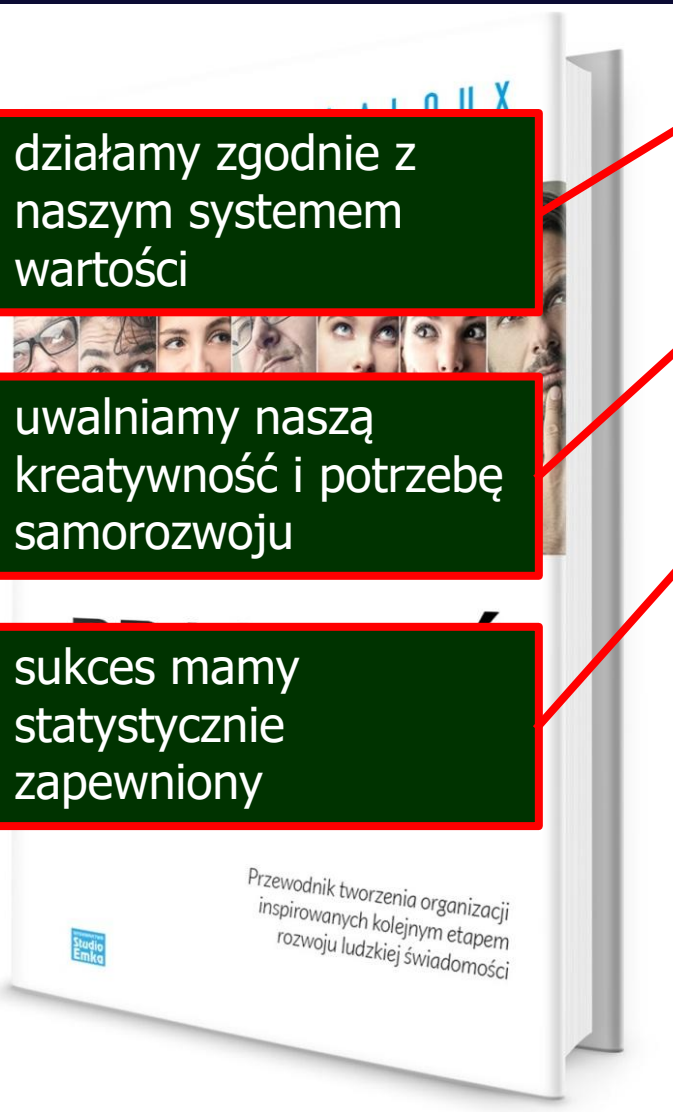 działamy zgodnie z
naszym systemem
wartości
uwalniamy naszą
kreatywność i potrzebę
samorozwoju
sukces mamy
statystycznie
zapewniony
Przewodnik tworzenia organizacji
inspirowanych kolejnym etapem
rozwoju ludzkiej świadomości
Studio
Emka